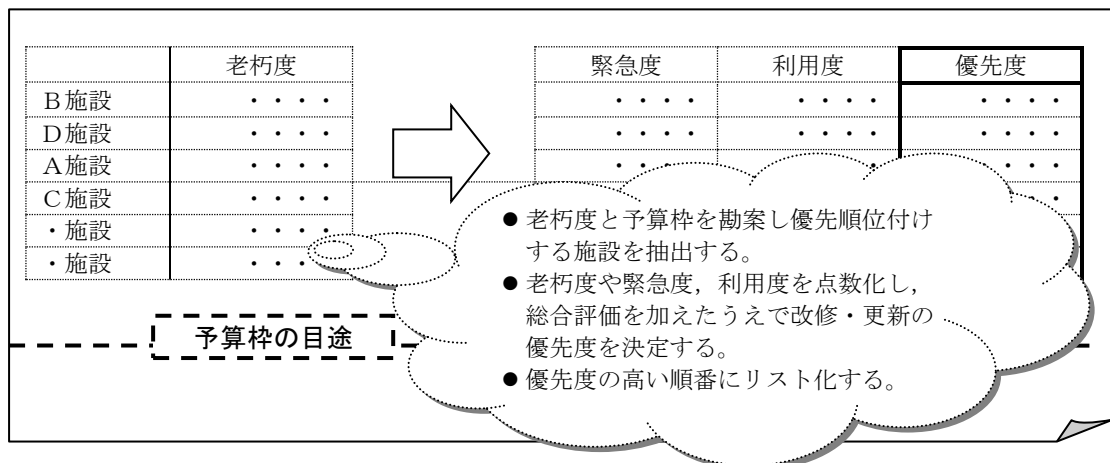 老朽度
B施設 ・・・・
D施設 ・・・・
A施設 ・・・・
C施設 ・・・・
・施設 ・・・・
・施設 ・・・
緊急度 利用度 優先度
・・・・ ・・・・ ・・・・
・・・・ ・・・・ ・・・・
・・・・ ・ ・・・・
・
●老朽度と予算枠を勘案し優先順位付け
する施設を抽出する。
●老朽度や緊急度，利用度を点数化し，
総合評価を加えたうえで改修・更新の
優先度を決定する。
●優先度の高い順番にリスト化する。
予算枠の目途